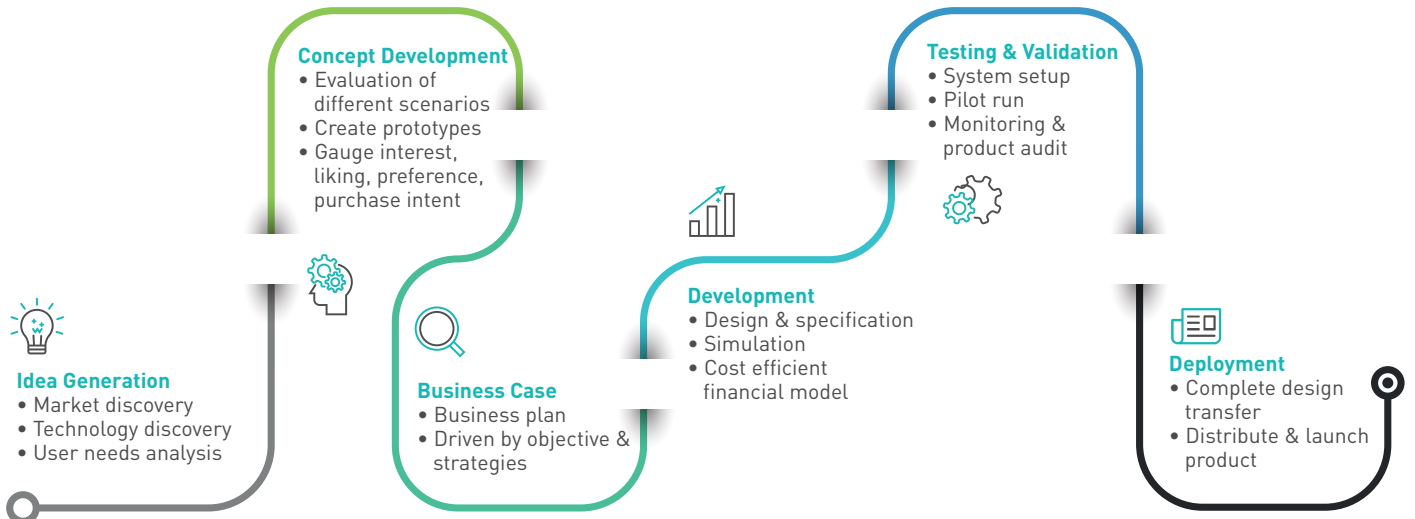 Idea Generation
• Market discovery
• Technology discovery
• User needs analysis
Concept Development
• Evaluation of
different scenarios
• Create prototypes
• Gauge interest,
liking, preference,
purchase intent
Business Case
• Business plan
• Driven by objective &
strategies
Development
• Design & specification
• Simulation
• Cost efficient
financial model
Testing & Validation
• System setup
• Pilot run
• Monitoring &
product audit
Deployment
• Complete design
transfer
• Distribute & launch
product